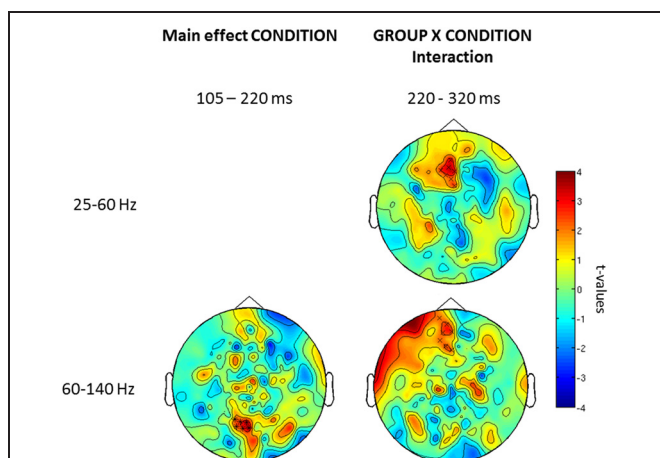 Main effect CONDITION
GROUP X CONDITION
Interaction
105 – 220 ms
220 - 320 ms
25-60 Hz
60-140 Hz
4
3
2
1
0
-1
-2
-3
-4
t-values